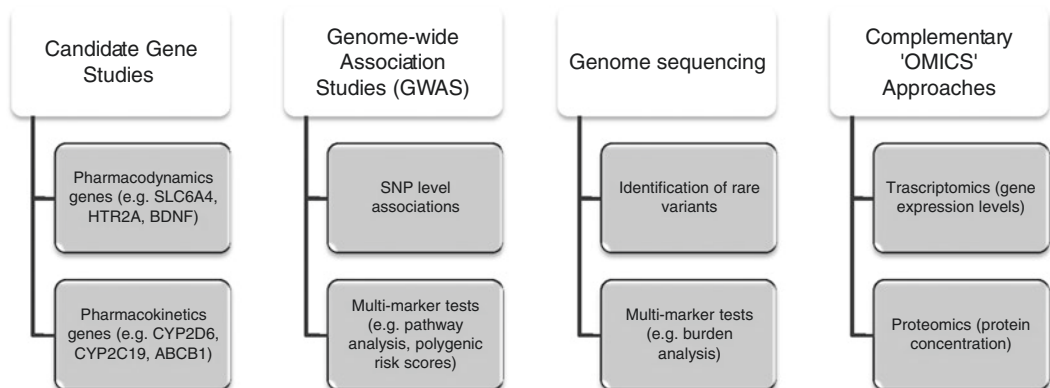 Candidate Gene
Studies
Pharmacodynamics
genes (e.g. SLC6A4,
HTR2A, BDNF)
Pharmacokinetics
genes (e.g. CYP2D6,
CYP2C19, ABCB1)
Genome-wide
Association
Studies (GWAS)
SNP level
associations
Multi-marker tests
(e.g. pathway
analysis, polygenic
risk scores)
Genome sequencing
Identification of rare
variants
Multi-marker tests
(e.g. burden
analysis)
Complementary
'OMICS'
Approaches
Trascriptomics (gene
expression levels)
Proteomics (protein
concentration)